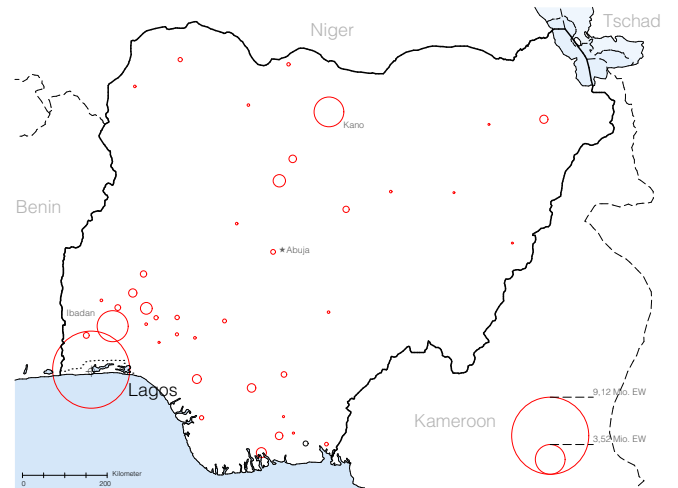 Tschad
Niger
Kano
Benin
★Abuja
Ibadan
Lagos
9,12 Mio. EW
Kameroon
3,52 Mio. EW
Kilometer
0 200